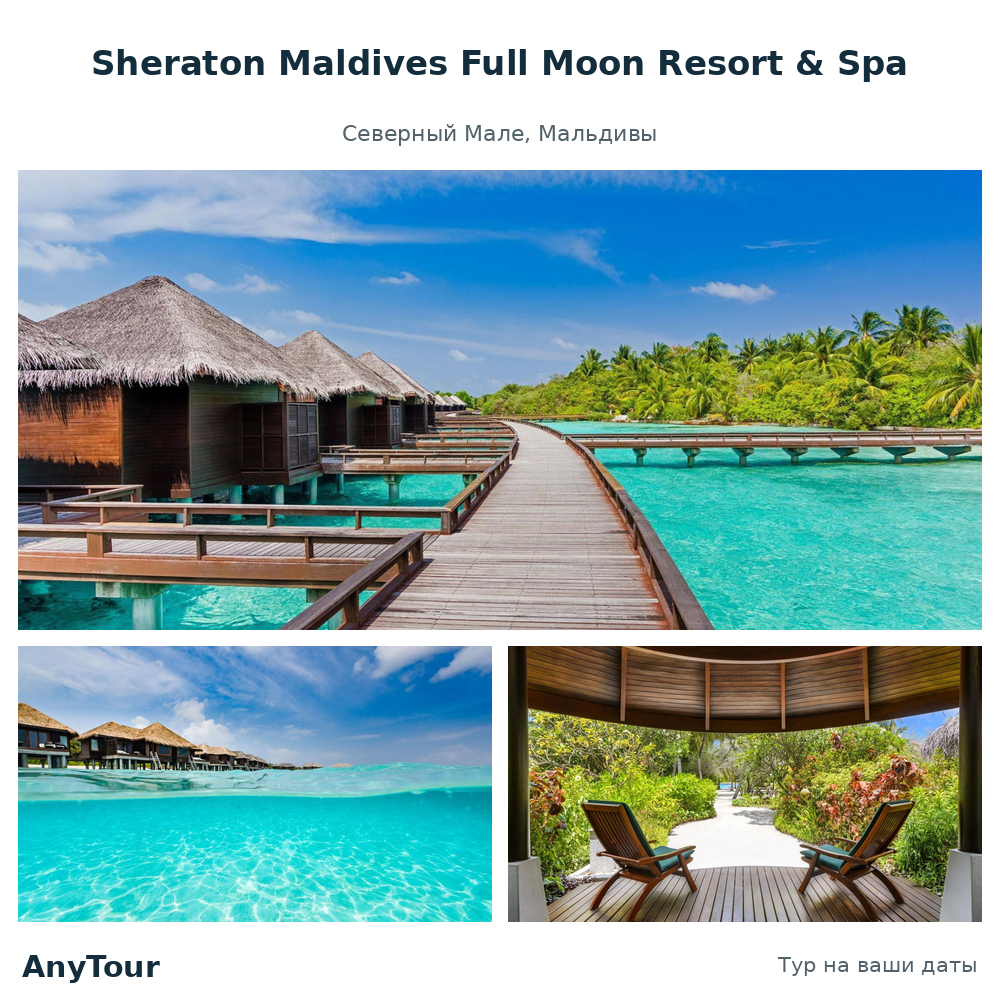 Sheraton Maldives Full Moon Resort & Spa
Северный Мале, Мальдивы
AnyTour
Тур на ваши даты